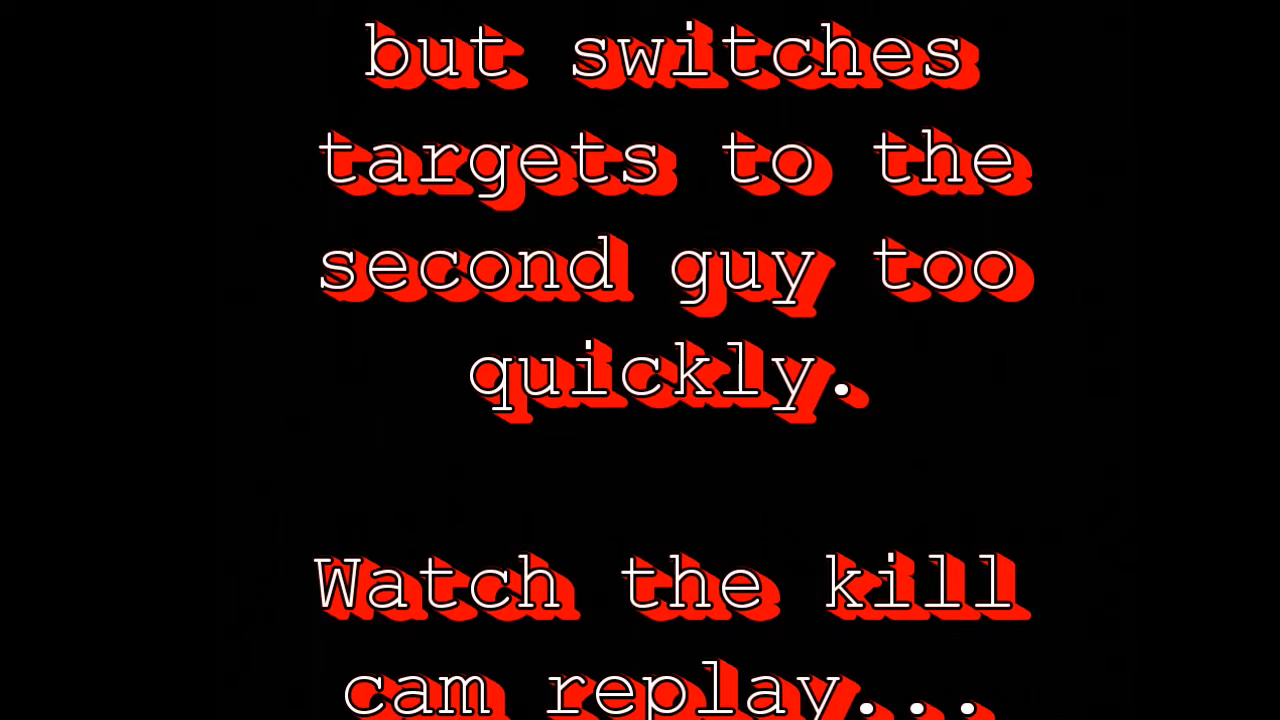 but switches
targets to the
second guy too
quickly.
Watch the kill
cam replay...